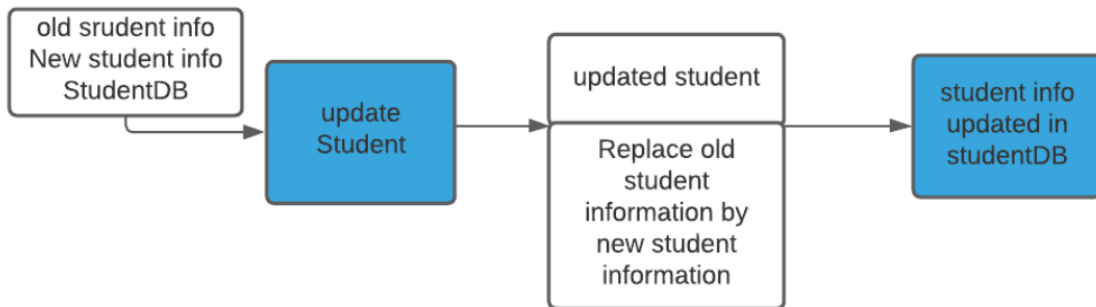 old srudent info
New student info
StudentDB
update
Student
updated student
Replace old
student
information by
new student
information
student info
updated in
studentDB